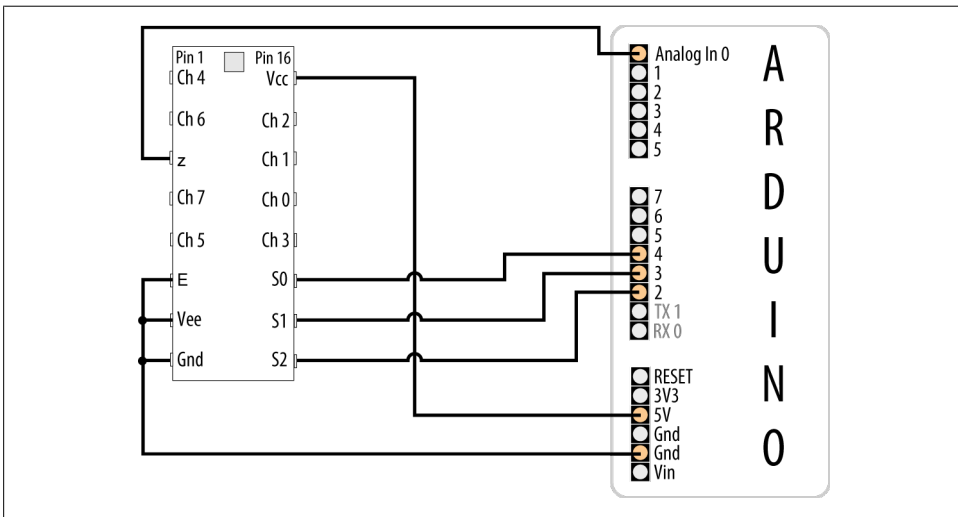 Pin 1
Pin 16
Ch 4
Vcc
Ch 6
Ch 2
z
Ch 1
Ch 7
Ch 0
Ch 5
Ch 3
E
S0
Vee
S1
Gnd
S2
Analog In 0
1
2
3
4
5
7
6
5
4
3
2
TX 1
RX 0
RESET
3V3
5V
Gnd
Gnd
Vin
A
R
D
U
I
N
O